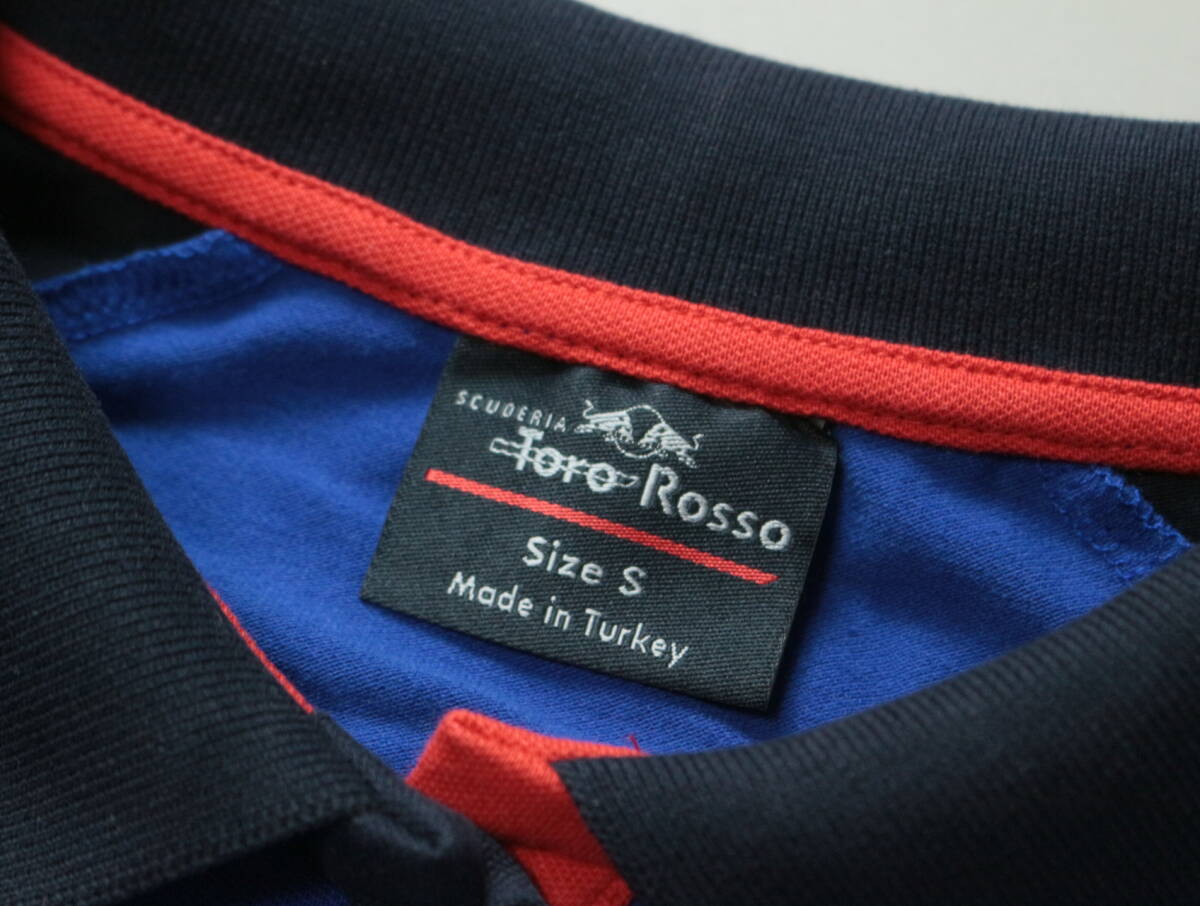 SCUDERIA
Toro Rosso
Size S
Made in Turkey